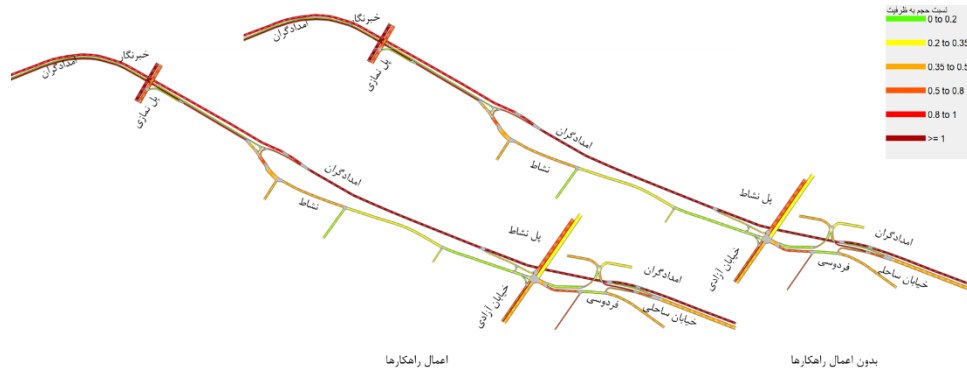 نسبت حجم به ظرفیت
0 to 0.2
0.2 to 0.35
0.35 to 0.5
0.5 to 0.8
0.8 to 1
>= 1
خبرنگار
امدادگران
پل نمازی
امدادگران
نشاط
پل نشاط
امدادگران
خیابان آزادی
فردوسی
خیابان ساحلی
بدون اعمال راهکارها
خبرنگار
امدادگران
پل نمازی
امدادگران
نشاط
پل نشاط
امدادگران
خیابان آزادی
فردوسی
خیابان ساحلی
اعمال راهکارها